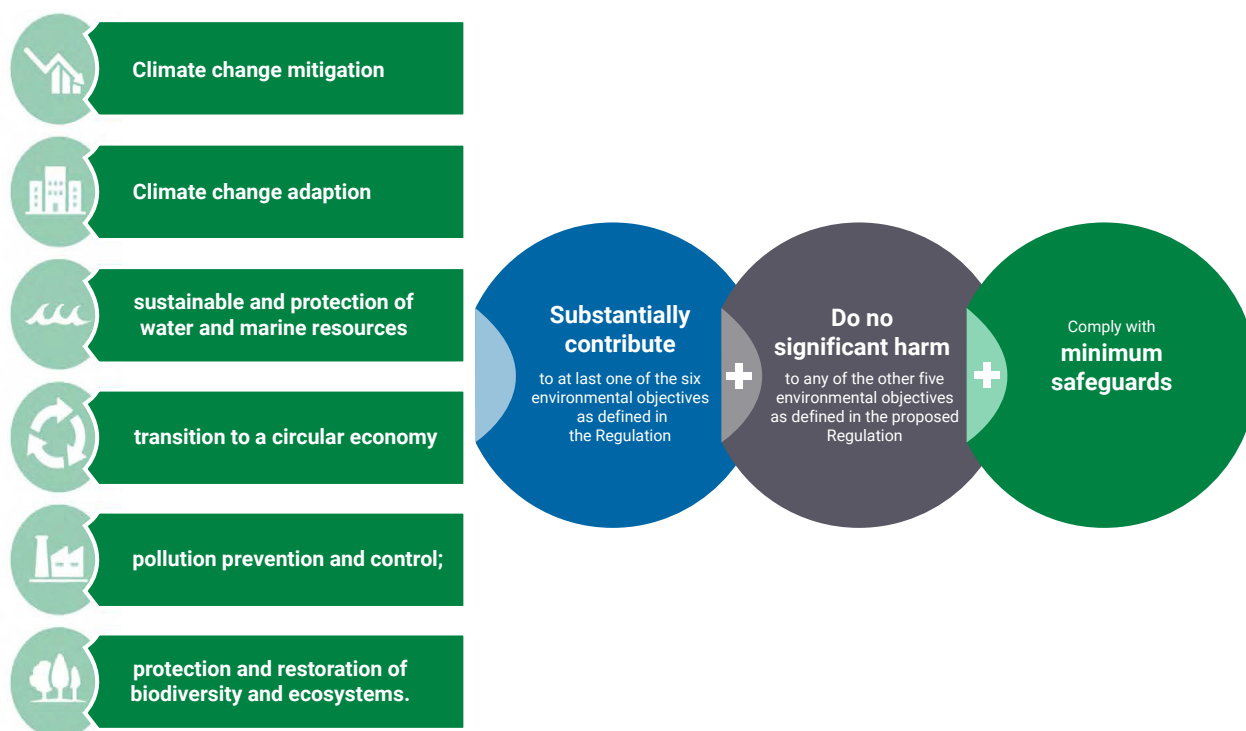 Climate change mitigation
Climate change adaption
sustainable and protection of
water and marine resources
transition to a circular economy
pollution prevention and control;
protection and restoration of
biodiversity and ecosystems.
Substantially
contribute
to at last one of the six
environmental objectives
as defined in
the Regulation
Do no
significant harm
to any of the other five
environmental objectives
as defined in the proposed
Regulation
Comply with
minimum
safeguards